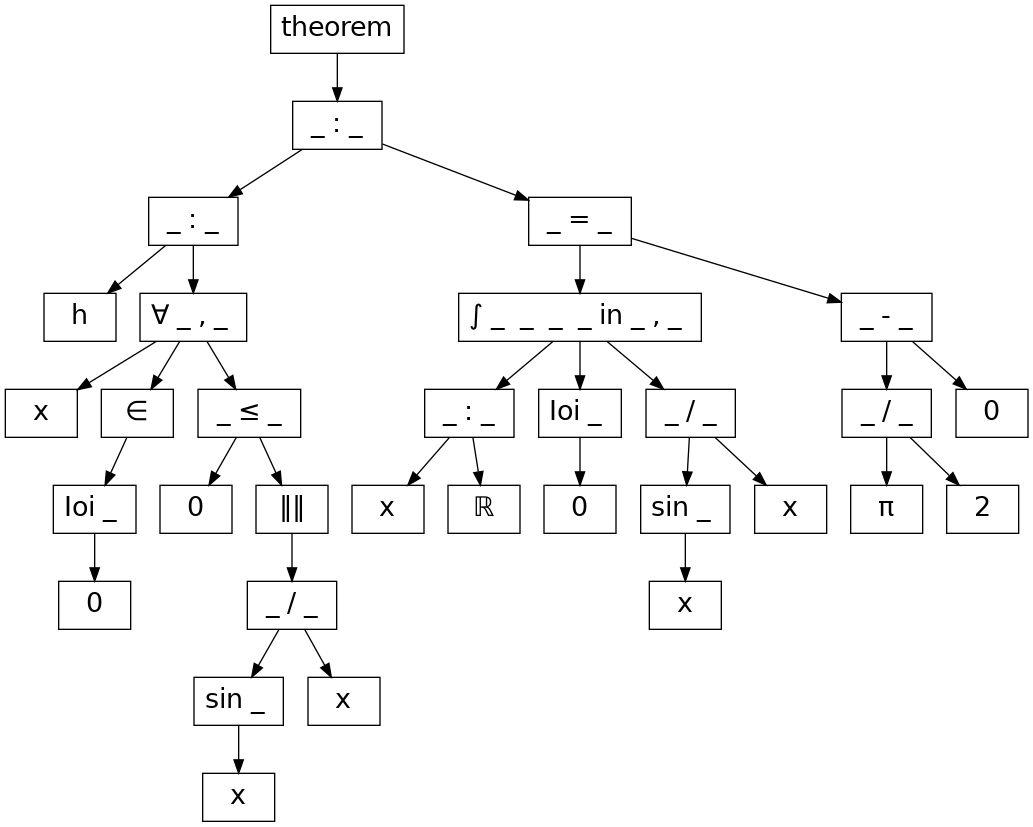 theorem
_ : _
_ : _
_ = _
h
∀ _ , _
∫ _ _ _ _ in _ , _
_ - _
x
∈
_ ≤ _
_ : _
Ioi _
_ / _
_ / _
0
Ioi _
0
‖‖
x
ℝ
0
sin _
x
π
2
0
_ / _
x
sin _
x
x